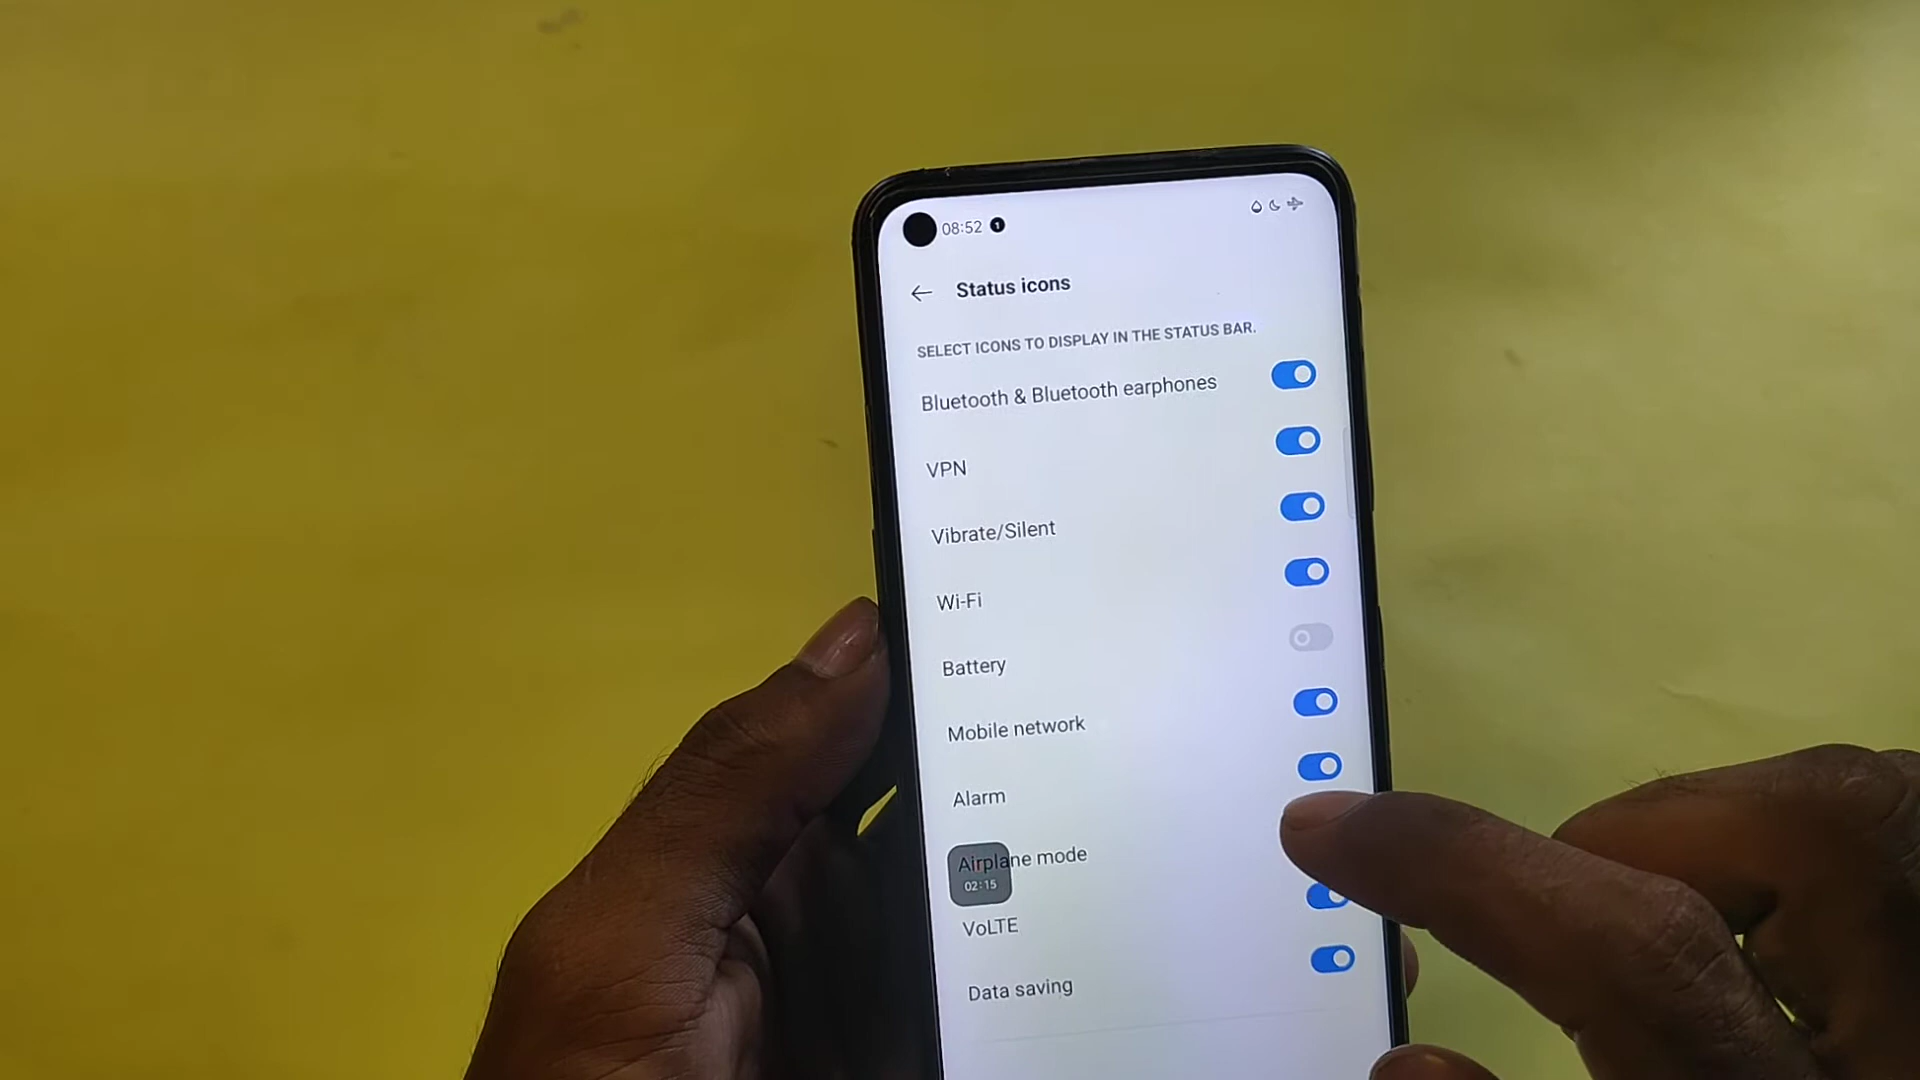 08:52 1
Status icons
SELECT ICONS TO DISPLAY IN THE STATUS BAR.
Bluetooth & Bluetooth earphones
VPN
Vibrate/Silent
Wi-Fi
Battery
Mobile network
Alarm
Airplane mode
02:15
VoLTE
Data saving